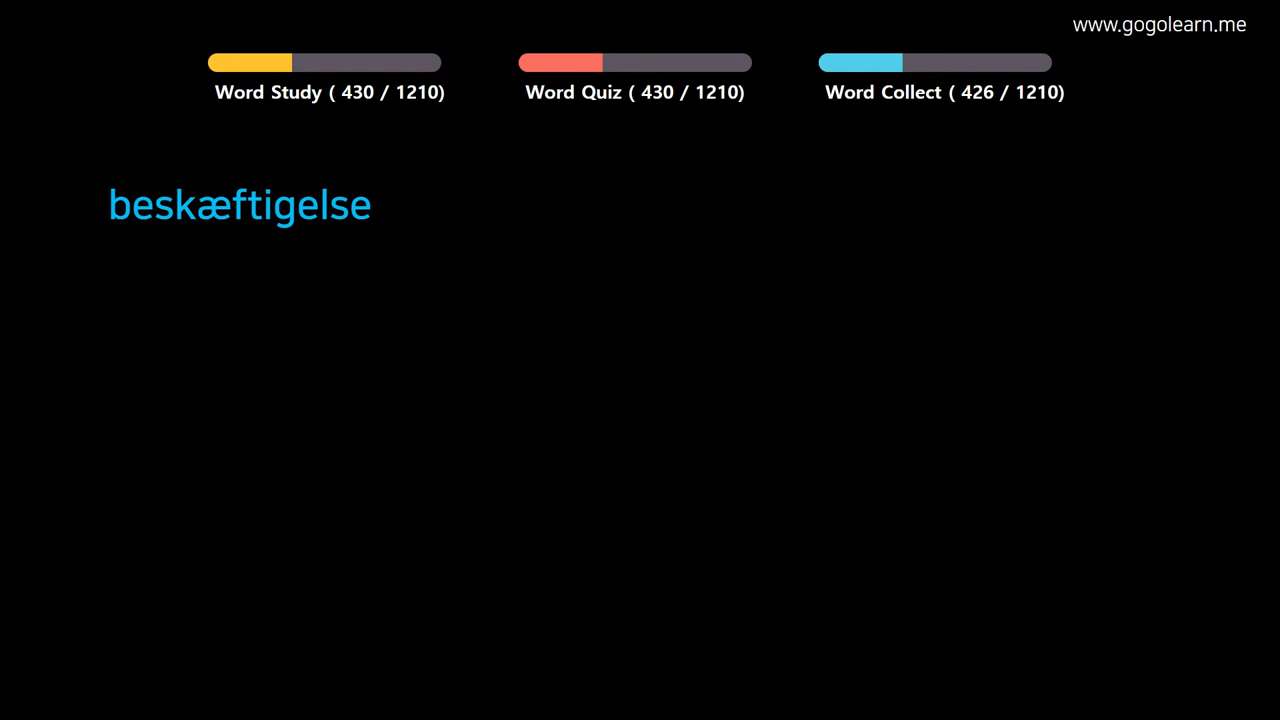 www.gogolearn.me
Word Study ( 430 / 1210)
Word Quiz ( 430 / 1210)
Word Collect ( 426 / 1210)
beskæftigelse